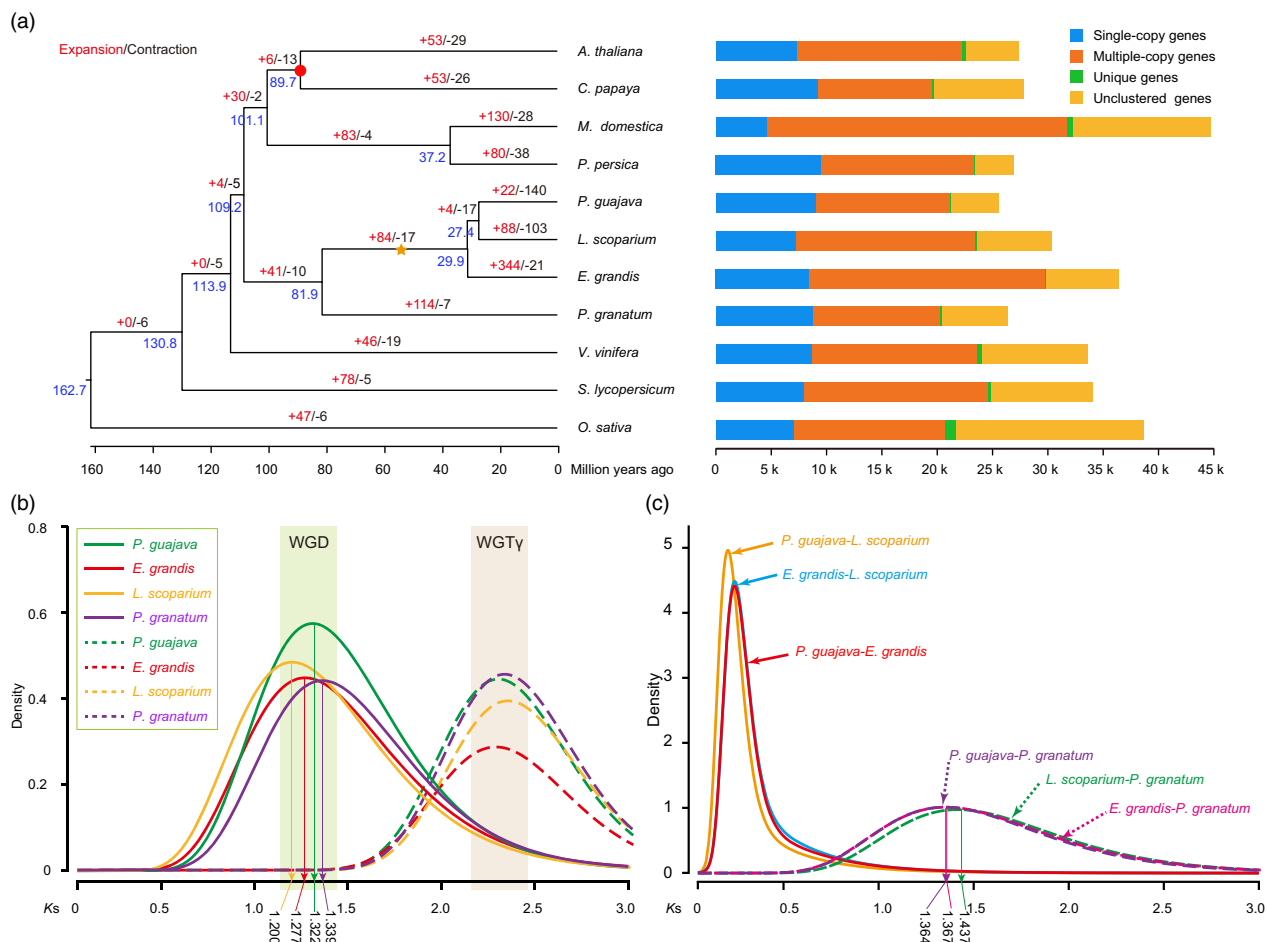 (a)
Expansion/Contraction
+53/-29
A. thaliana
+6/-13
89.7
+53/-26
C. papaya
+30/-2
101.1
+130/-28
M. domestica
+83/-4
37.2
+80/-38
P. persica
+4/-5
109.2
+22/-140
P. guajava
+4/-17
27.4
+88/-103
L. scoparium
+84/-17
29.9
+344/-21
E. grandis
+0/-5
113.9
+41/-10
81.9
+114/-7
P. granatum
+0/-6
130.8
+46/-19
V. vinifera
162.7
+78/-5
S. lycopersicum
+47/-6
O. sativa
160 140 120 100 80 60 40 20 0 Million years ago
Single-copy genes
Multiple-copy genes
Unique genes
Unclustered genes
0 5 k 10 k 15 k 20 k 25 k 30 k 35 k 40 k 45 k
(b)
0.8
0.6
0.4
0.2
0
Density
P. guajava
E. grandis
L. scoparium
P. granatum
P. guajava
E. grandis
L. scoparium
P. granatum
WGD
WGTγ
Ks 0 0.5 1.0 1.5 2.0 2.5 3.0
1.200
1.277
1.322
1.339
(c)
5
4
3
2
1
0
Density
P. guajava-L. scoparium
E. grandis-L. scoparium
P. guajava-E. grandis
P. guajava-P. granatum
L. scoparium-P. granatum
E. grandis-P. granatum
Ks 0 0.5 1.0 1.5 2.0 2.5 3.0
1.364
1.367
1.437